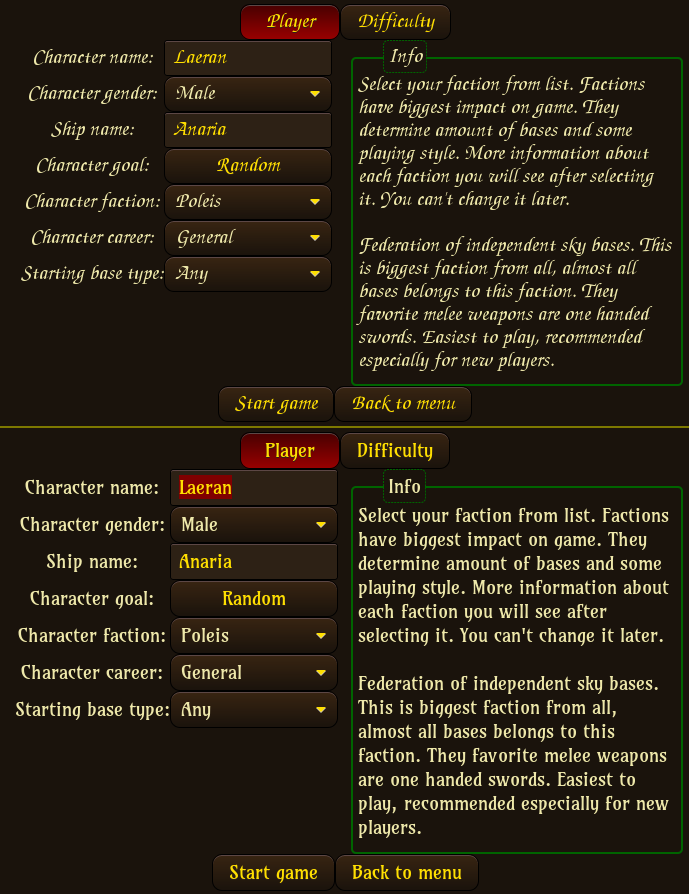 Player Difficulty
Character name: Laeran
Character gender: Male
Ship name: Anaria
Character goal: Random
Character faction: Poleis
Character career: General
Starting base type: Any
Info
Select your faction from list. Factions
have biggest impact on game. They
determine amount of bases and some
playing style. More information about
each faction you will see after selecting
it. You can't change it later.
Federation of independent sky bases. This
is biggest faction from all, almost all
bases belongs to this faction. They
favorite melee weapons are one handed
swords. Easiest to play, recommended
especially for new players.
Start game Back to menu
Player Difficulty
Character name: Laeran
Character gender: Male
Ship name: Anaria
Character goal: Random
Character faction: Poleis
Character career: General
Starting base type: Any
Info
Select your faction from list. Factions
have biggest impact on game. They
determine amount of bases and some
playing style. More information about
each faction you will see after
selecting it. You can't change it later.
Federation of independent sky bases.
This is biggest faction from all,
almost all bases belongs to this
faction. They favorite melee weapons
are one handed swords. Easiest to
play, recommended especially for new
players.
Start game Back to menu